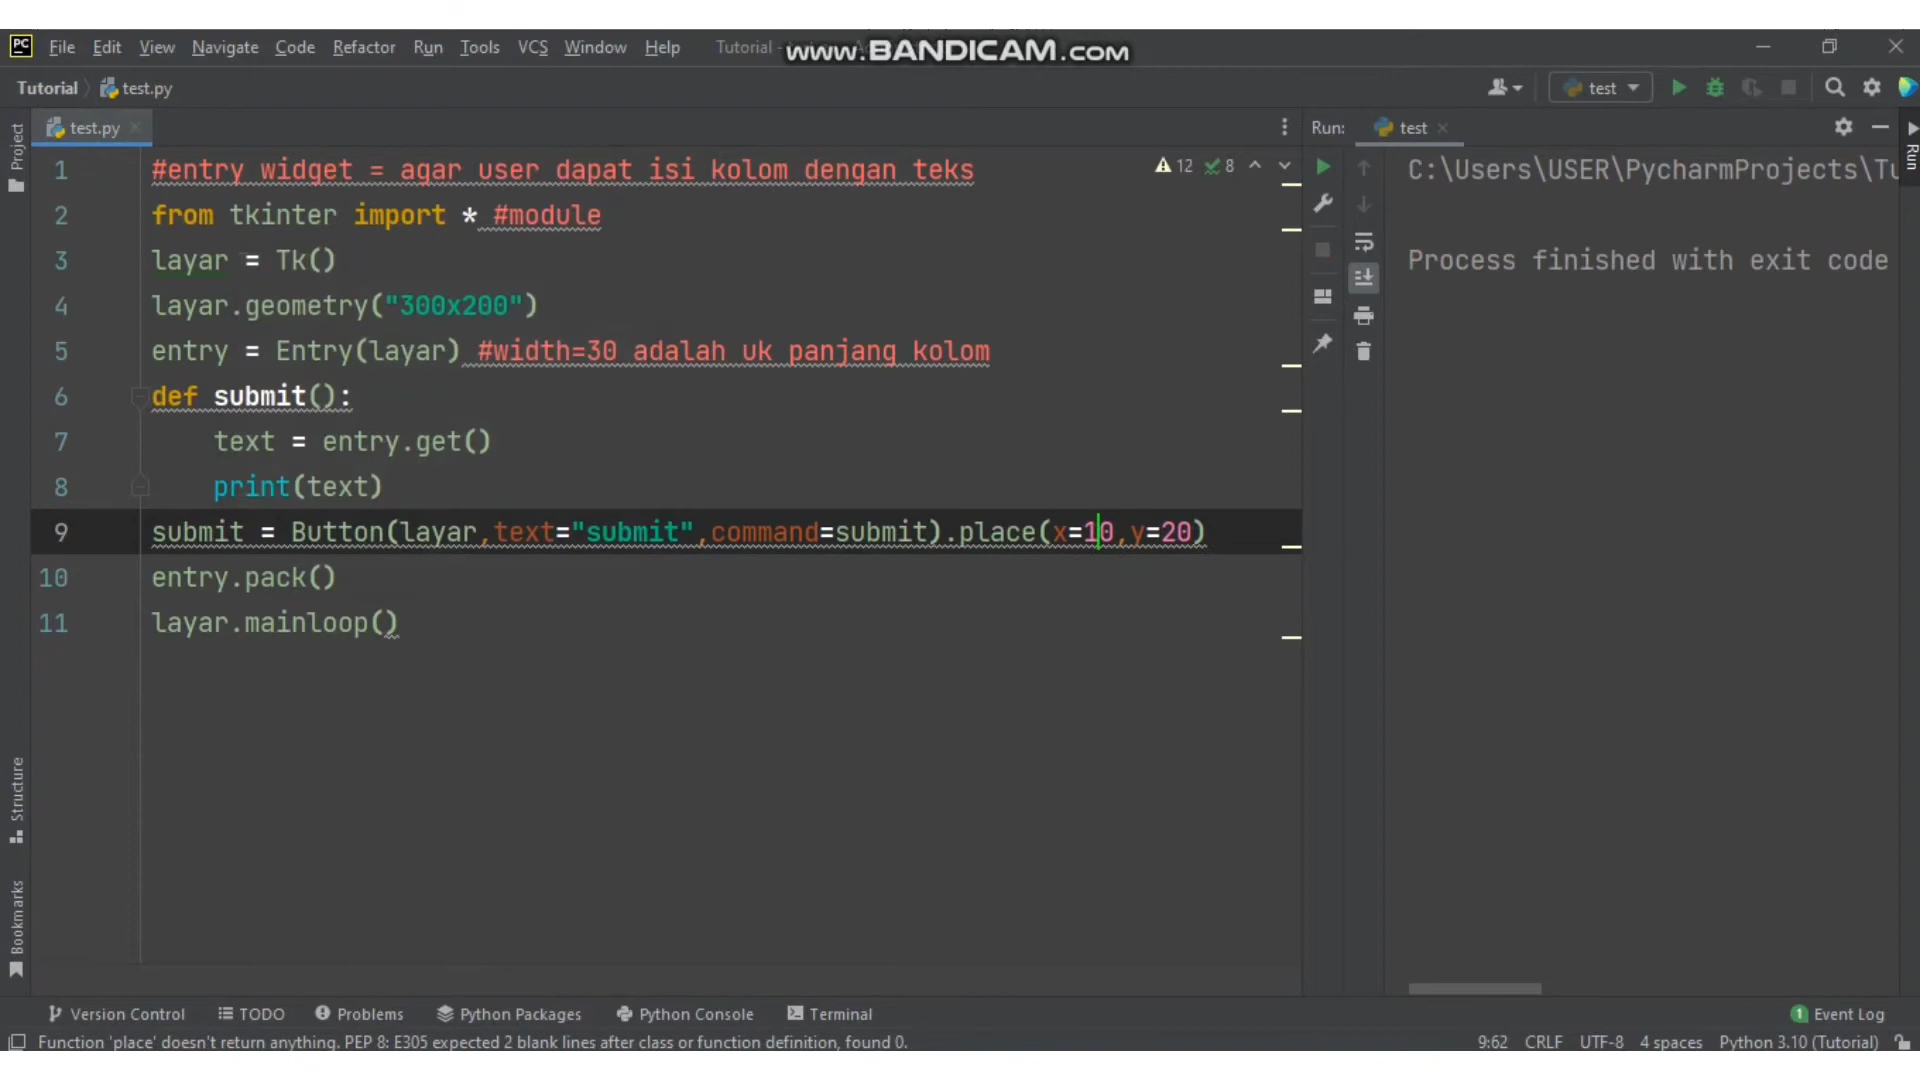 PC File Edit View Navigate Code Refactor Run Tools VCS Window Help Tutorial - www.BANDICAM.com
Tutorial test.py test
test.py Run: test
Project
Run
1 #entry widget = agar user dapat isi kolom dengan teks 12 8
2 from tkinter import * #module
3 layar = Tk()
4 layar.geometry("300x200")
5 entry = Entry(layar) #width=30 adalah uk panjang kolom
6 def submit():
7 text = entry.get()
8 print(text)
9 submit = Button(layar,text="submit",command=submit).place(x=10,y=20)
10 entry.pack()
11 layar.mainloop()
C:\Users\USER\PycharmProjects\Tu
Process finished with exit code
Structure
Bookmarks
Version Control TODO Problems Python Packages Python Console Terminal 1 Event Log
Function 'place' doesn't return anything. PEP 8: E305 expected 2 blank lines after class or function definition, found 0. 9:62 CRLF UTF-8 4 spaces Python 3.10 (Tutorial)